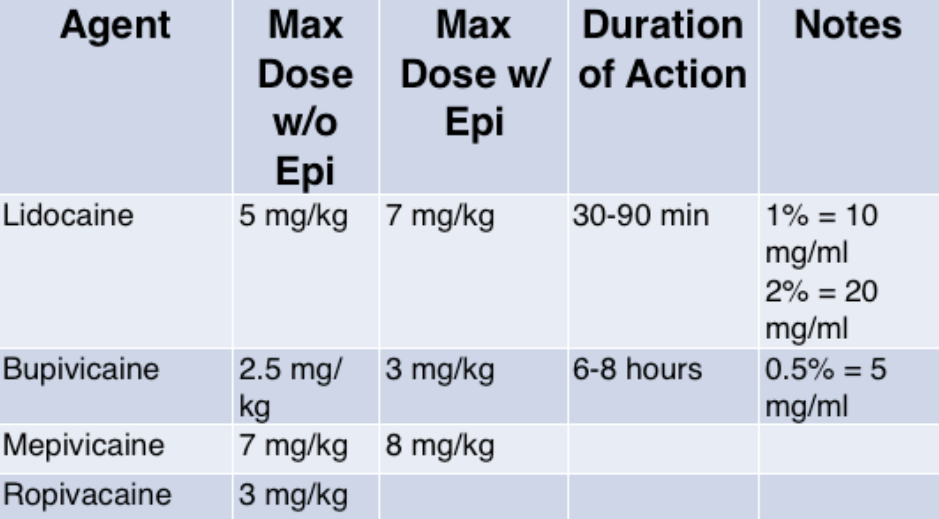 Agent
Max
Dose
w/o
Epi
Max
Dose w/
Epi
Duration
of Action
Notes
Lidocaine
5 mg/kg
7 mg/kg
30-90 min
1% = 10
mg/ml
2% = 20
mg/ml
Bupivicaine
2.5 mg/
kg
3 mg/kg
6-8 hours
0.5% = 5
mg/ml
Mepivicaine
7 mg/kg
8 mg/kg
Ropivacaine
3 mg/kg